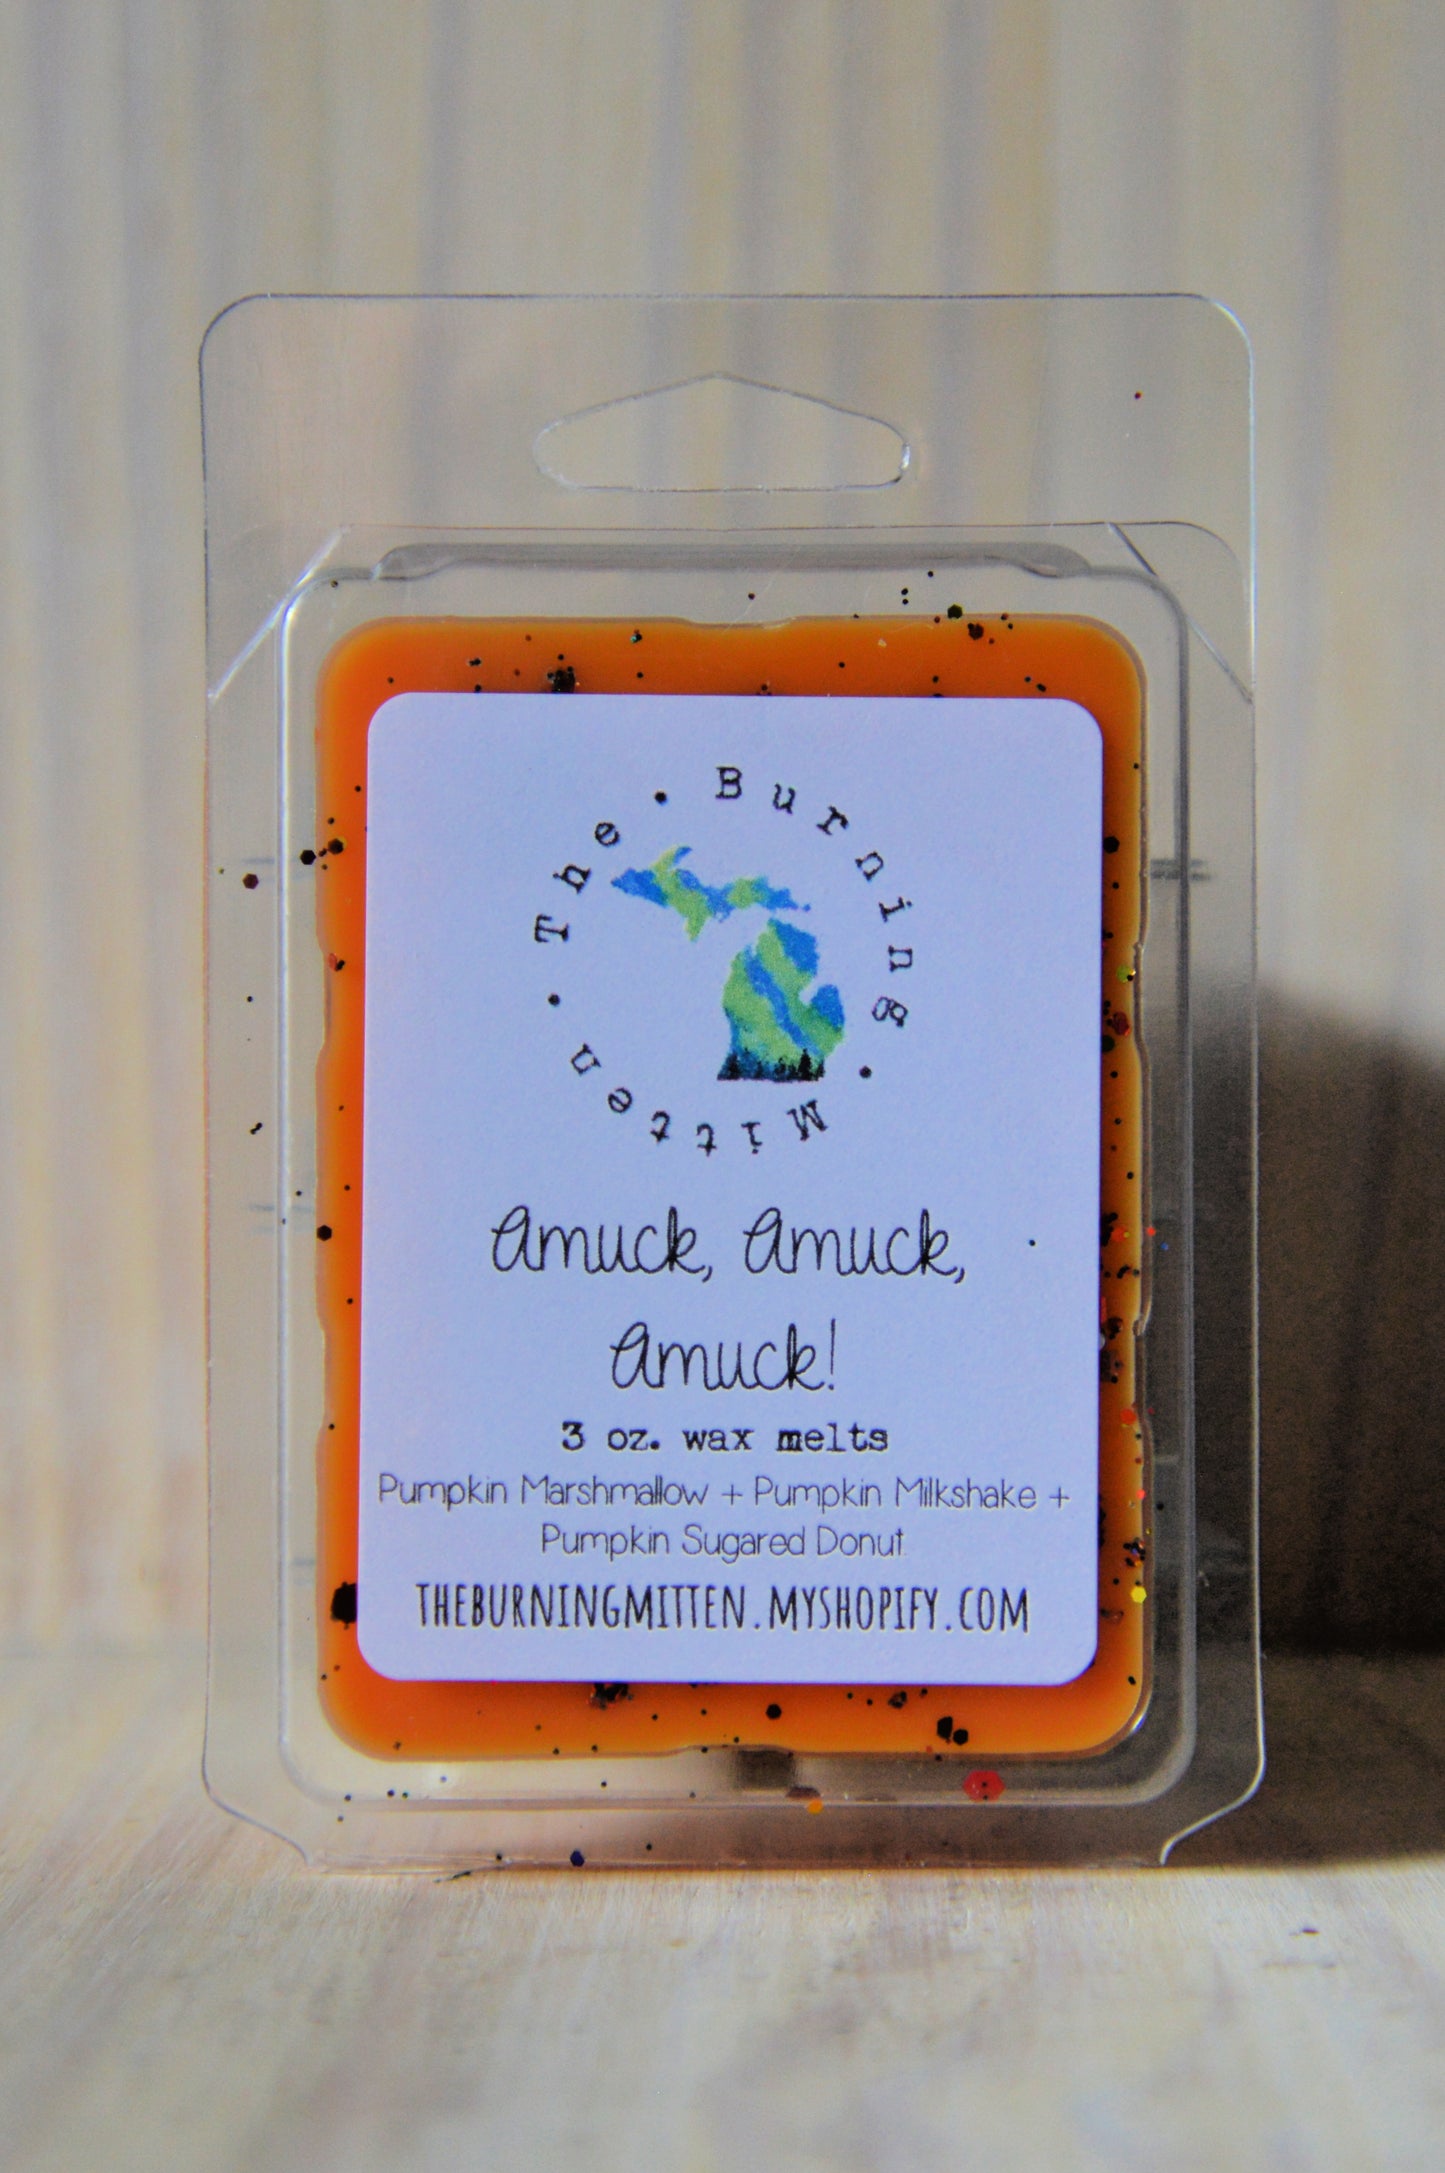 The • Burning • Mitten •
Amuck, Amuck,
Amuck!
3 oz. wax melts
Pumpkin Marshmallow + Pumpkin Milkshake +
Pumpkin Sugared Donut
THEBURNINGMITTEN.MYSHOPIFY.COM